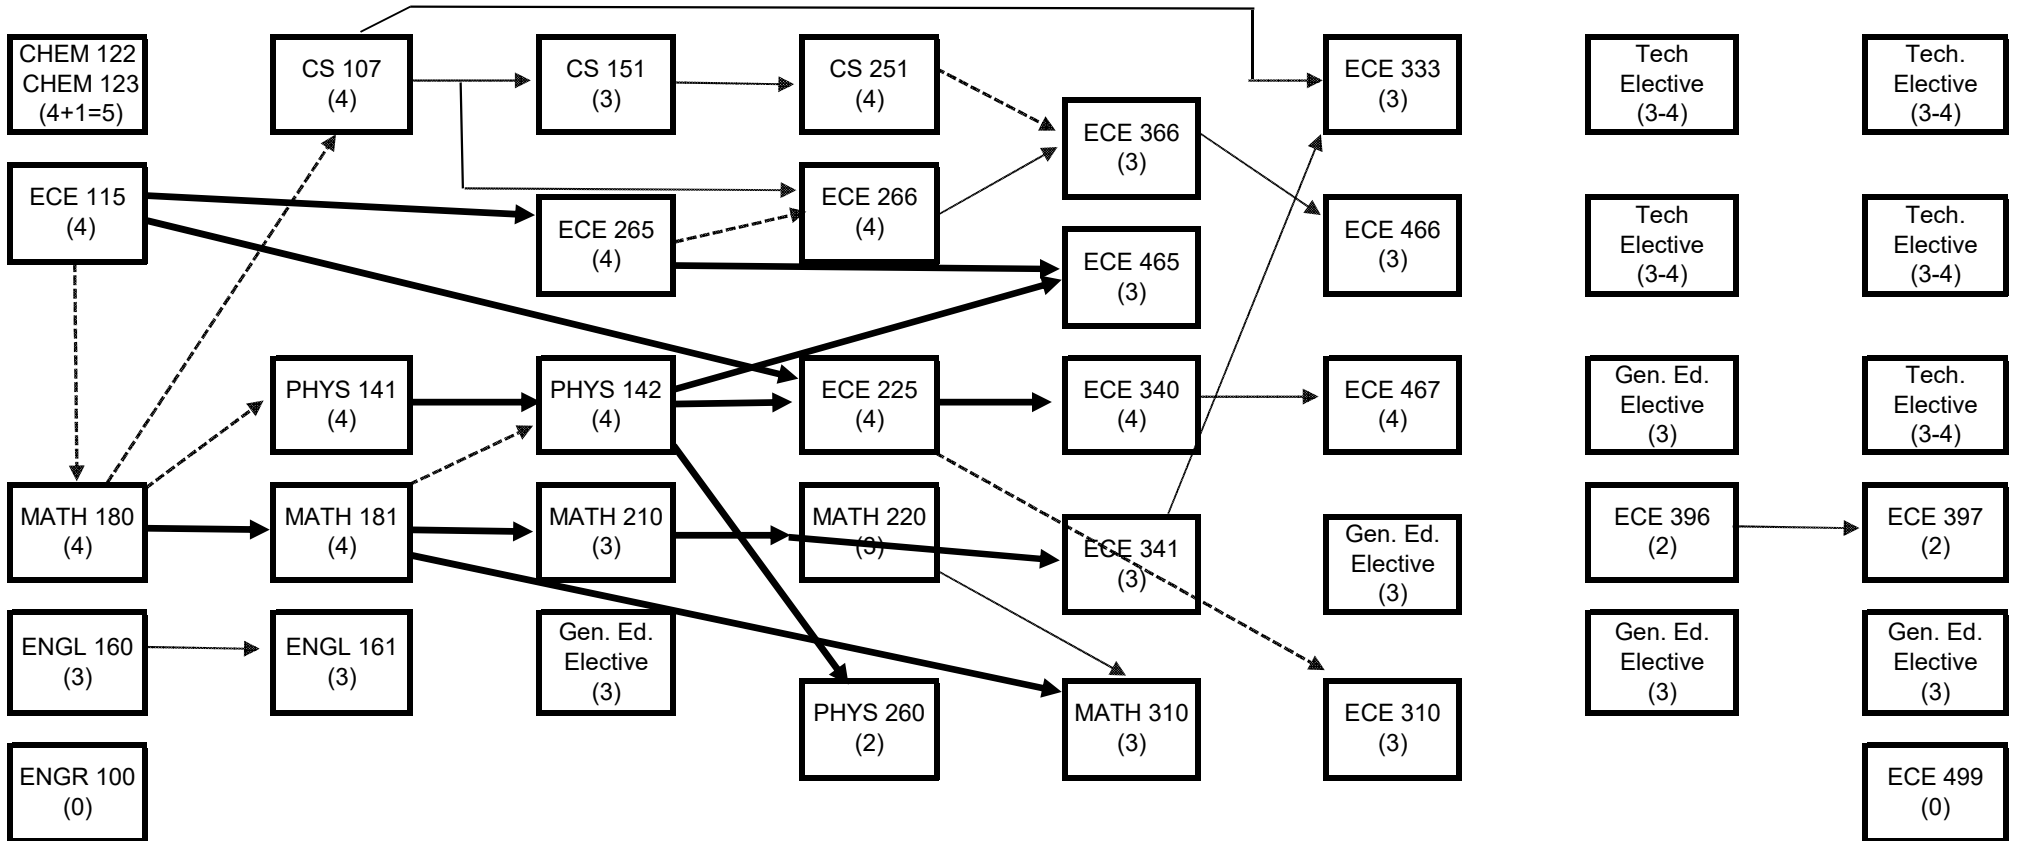 CHEM 122
CHEM 123
(4+1=5)
ECE 115
(4)
MATH 180
(4)
ENGL 160
(3)
ENGR 100
(0)
CS 107
(4)
PHYS 141
(4)
MATH 181
(4)
ENGL 161
(3)
CS 151
(3)
ECE 265
(4)
PHYS 142
(4)
MATH 210
(3)
Gen. Ed.
Elective
(3)
CS 251
(4)
ECE 266
(4)
ECE 225
(4)
MATH 220
(3)
PHYS 260
(2)
ECE 366
(3)
ECE 465
(3)
ECE 340
(4)
ECE 341
(3)
MATH 310
(3)
ECE 333
(3)
ECE 466
(3)
ECE 467
(4)
Gen. Ed.
Elective
(3)
ECE 310
(3)
Tech
Elective
(3-4)
Tech
Elective
(3-4)
Gen. Ed.
Elective
(3)
ECE 396
(2)
Gen. Ed.
Elective
(3)
Tech.
Elective
(3-4)
Tech.
Elective
(3-4)
Tech.
Elective
(3-4)
ECE 397
(2)
Gen. Ed.
Elective
(3)
ECE 499
(0)